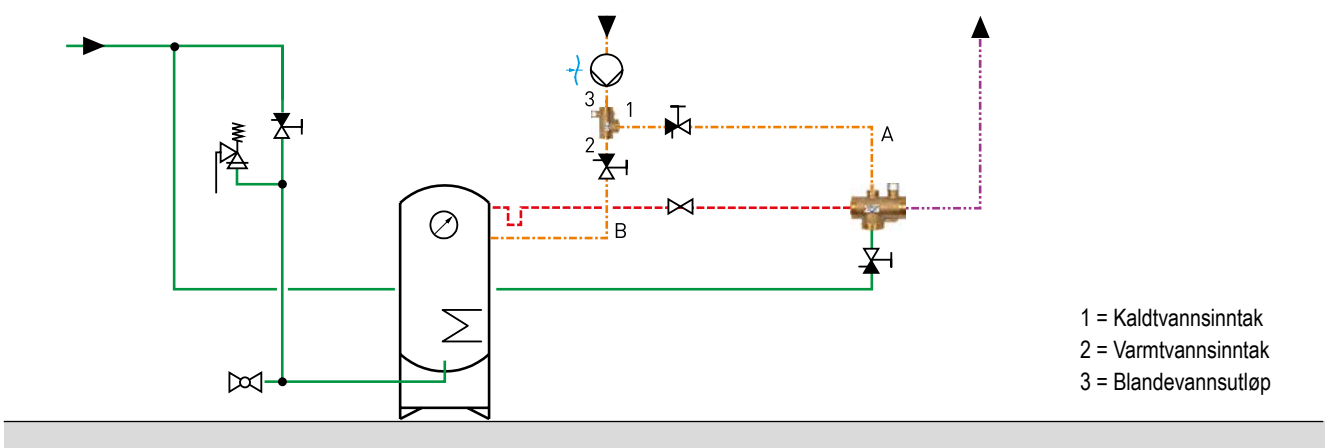 3
1
2
A
B
1 = Kaldtvannsinntak
2 = Varmtvannsinntak
3 = Blandevannsutløp